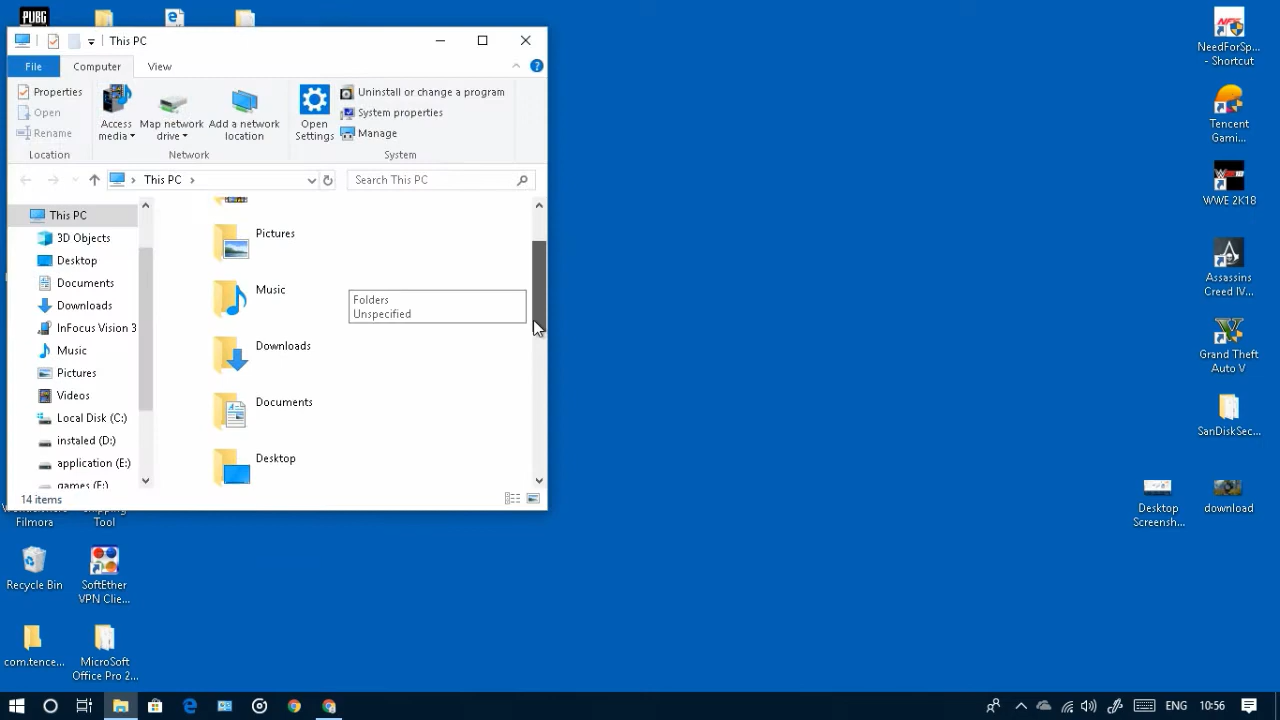 PUBG
This PC
File
Computer
View
Properties
Open
Rename
Location
Access
media
Map network
drive
Add a network
location
Network
Open
Settings
Uninstall or change a program
System properties
Manage
System
This PC
Search This PC
This PC
3D Objects
Desktop
Documents
Downloads
InFocus Vision 3
Music
Pictures
Videos
Local Disk (C:)
instaled (D:)
application (E:)
games (F:)
Pictures
Music
Folders
Unspecified
Downloads
Documents
Desktop
14 items
NeedForSp...
- Shortcut
Tencent
Gami...
WWE 2K18
Assassins
Creed IV...
Grand Theft
Auto V
SanDiskSec...
Desktop
Screensh...
download
Filmora
Tool
Recycle Bin
SoftEther
VPN Clie...
com.tence...
MicroSoft
Office Pro 2...
ENG
10:56